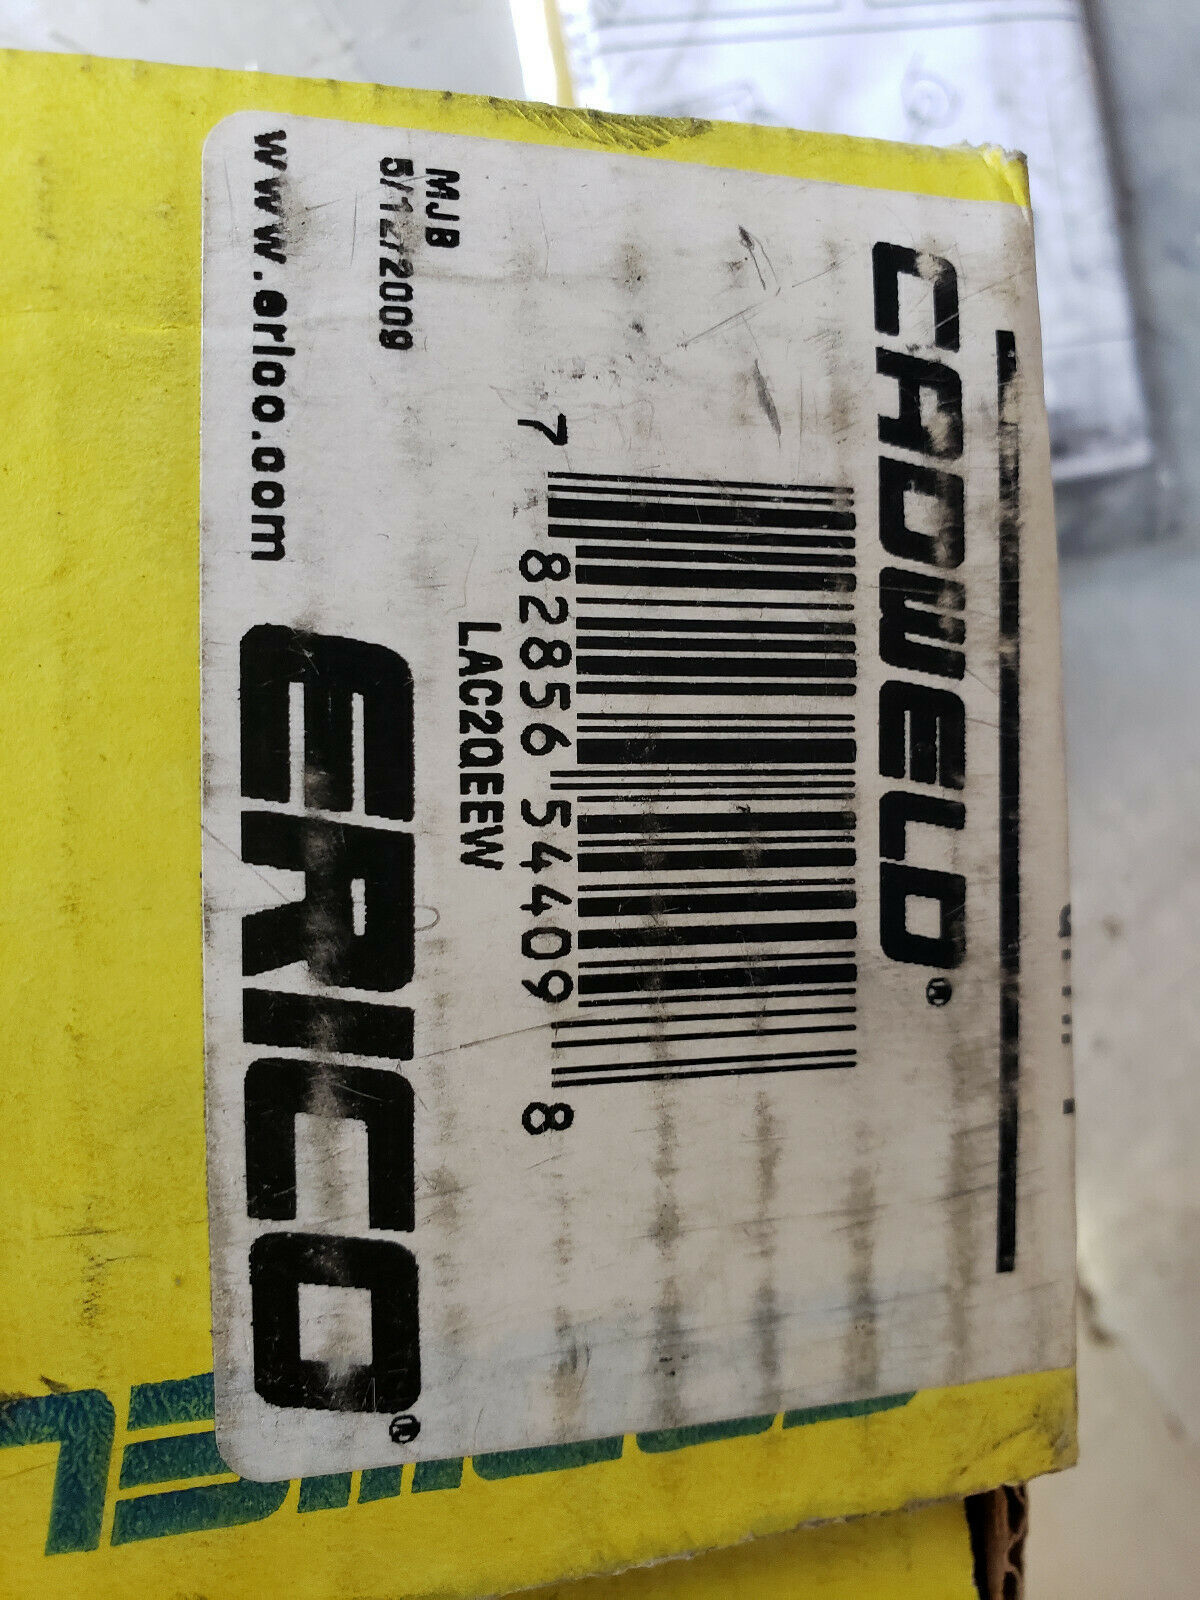 CADWELD®
7 82856 54409 8
LAC2QEEW
MJB
5/12/2009
www.erico.com
ERICO®